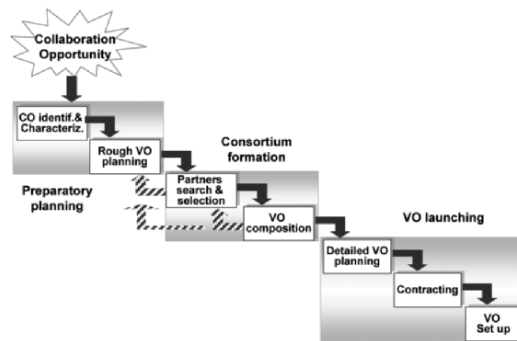 Collaboration
Opportunity
CO identif.&
Characteriz.
Rough VO
planning
Consortium
formation
Preparatory
planning
Partners
search &
selection
VO
composition
VO launching
Detailed VO
planning
Contracting
VO
Set up